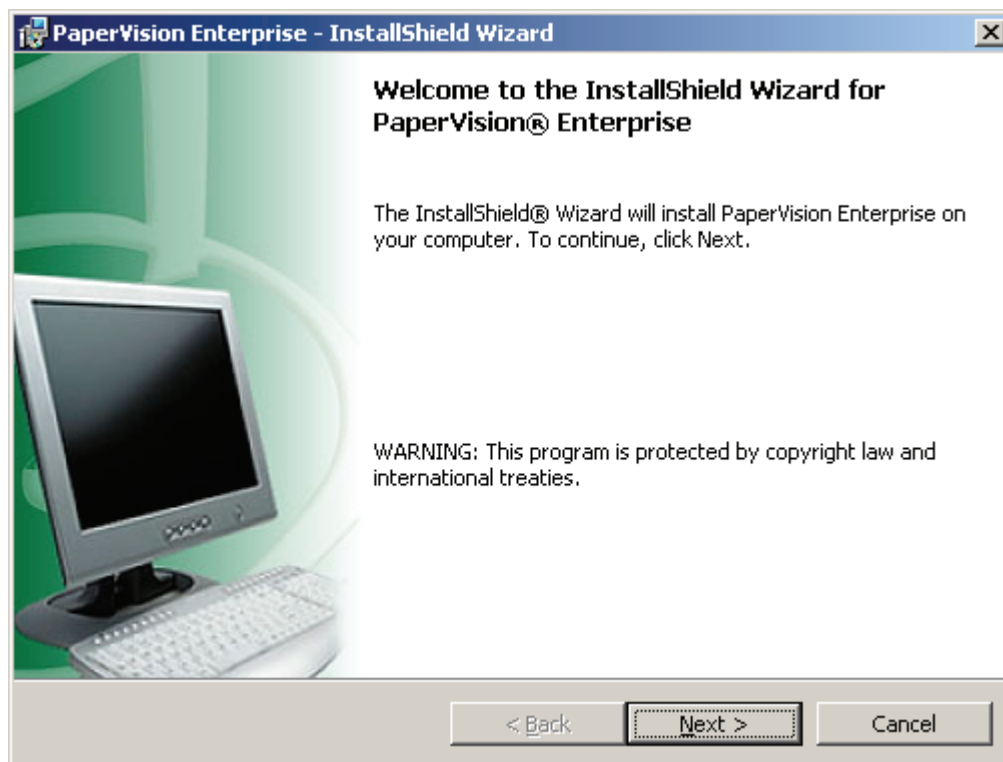 PaperVision Enterprise - InstallShield Wizard
Welcome to the InstallShield Wizard for
PaperVision® Enterprise
The InstallShield® Wizard will install PaperVision Enterprise on
your computer. To continue, click Next.
WARNING: This program is protected by copyright law and
international treaties.
< Back
Next >
Cancel